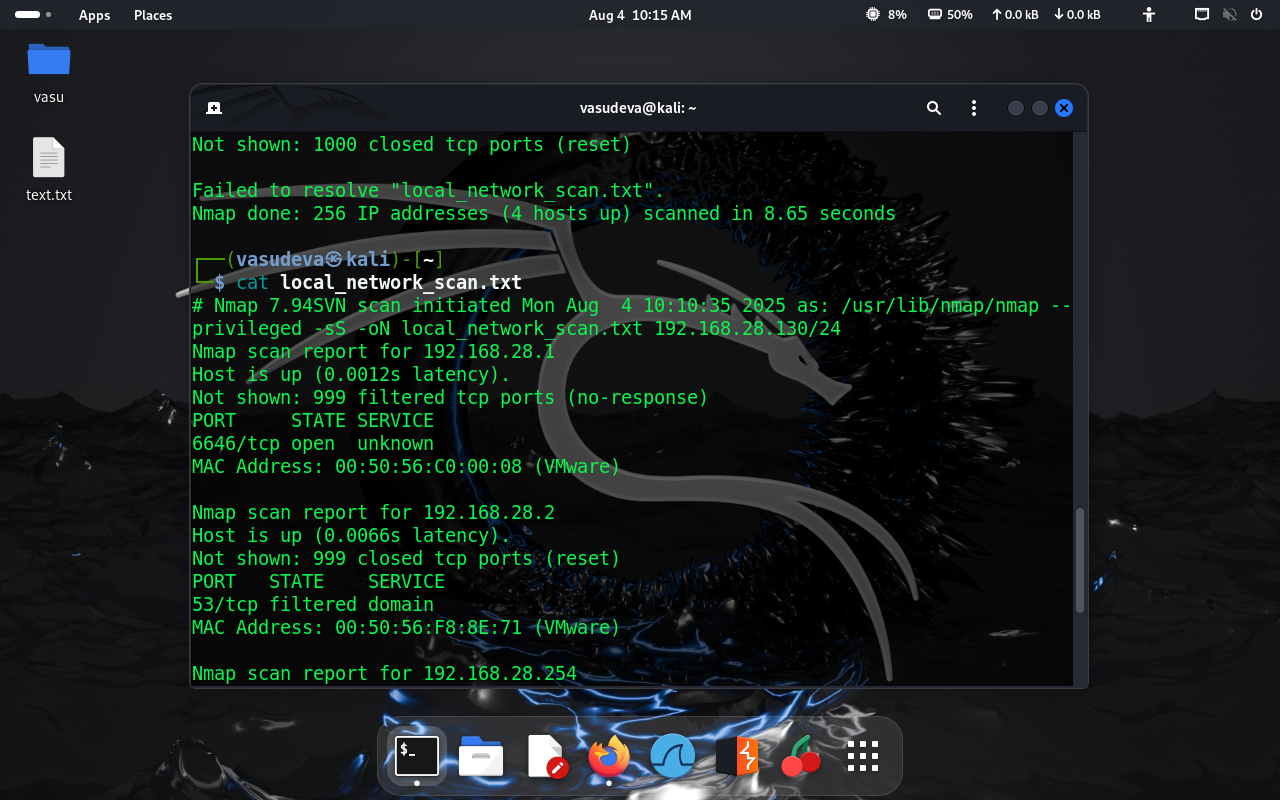 Apps Places Aug 4 10:15 AM 8% 50% 0.0 kB 0.0 kB
vasu
text.txt
vasudeva@kali: ~
Not shown: 1000 closed tcp ports (reset)
Failed to resolve "local_network_scan.txt".
Nmap done: 256 IP addresses (4 hosts up) scanned in 8.65 seconds
┌──(vasudeva㉿kali)-[~]
└─$ cat local_network_scan.txt
# Nmap 7.94SVN scan initiated Mon Aug  4 10:10:35 2025 as: /usr/lib/nmap/nmap --
privileged -sS -oN local_network_scan.txt 192.168.28.130/24
Nmap scan report for 192.168.28.1
Host is up (0.0012s latency).
Not shown: 999 filtered tcp ports (no-response)
PORT     STATE SERVICE
6646/tcp open  unknown
MAC Address: 00:50:56:C0:00:08 (VMware)
Nmap scan report for 192.168.28.2
Host is up (0.0066s latency).
Not shown: 999 closed tcp ports (reset)
PORT   STATE    SERVICE
53/tcp filtered domain
MAC Address: 00:50:56:F8:8E:71 (VMware)
Nmap scan report for 192.168.28.254
$_